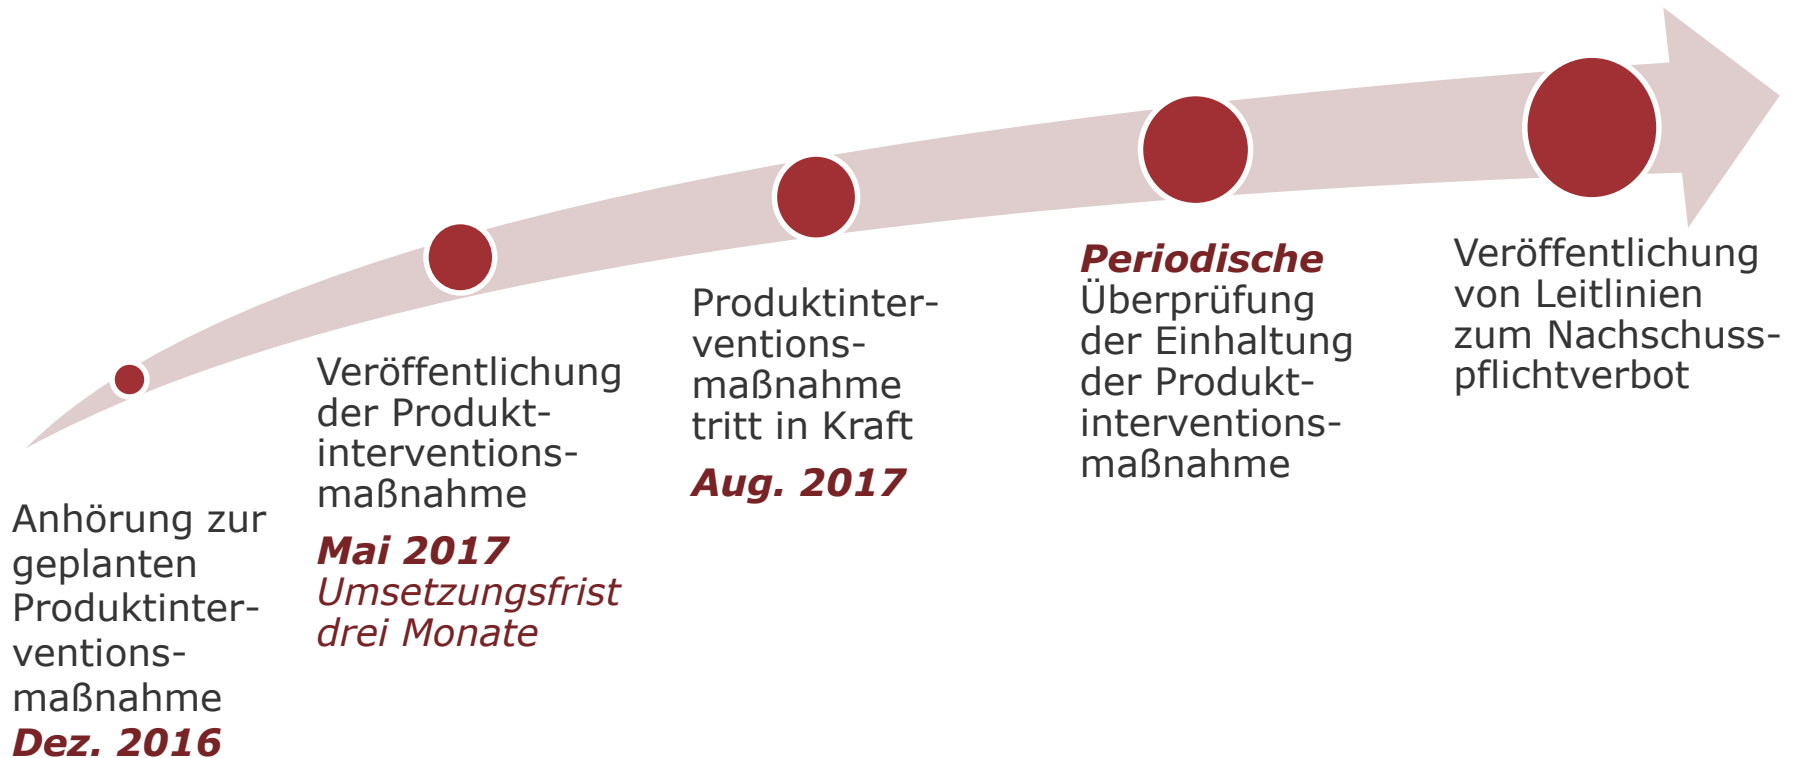 Anhörung zur
geplanten
Produktinter-
ventions-
maßnahme
Dez. 2016
Veröffentlichung
der Produkt-
interventions-
maßnahme
Mai 2017
Umsetzungsfrist
drei Monate
Produktinter-
ventions-
maßnahme
tritt in Kraft
Aug. 2017
Periodische
Überprüfung
der Einhaltung
der Produkt-
interventions-
maßnahme
Veröffentlichung
von Leitlinien
zum Nachschuss-
pflichtverbot